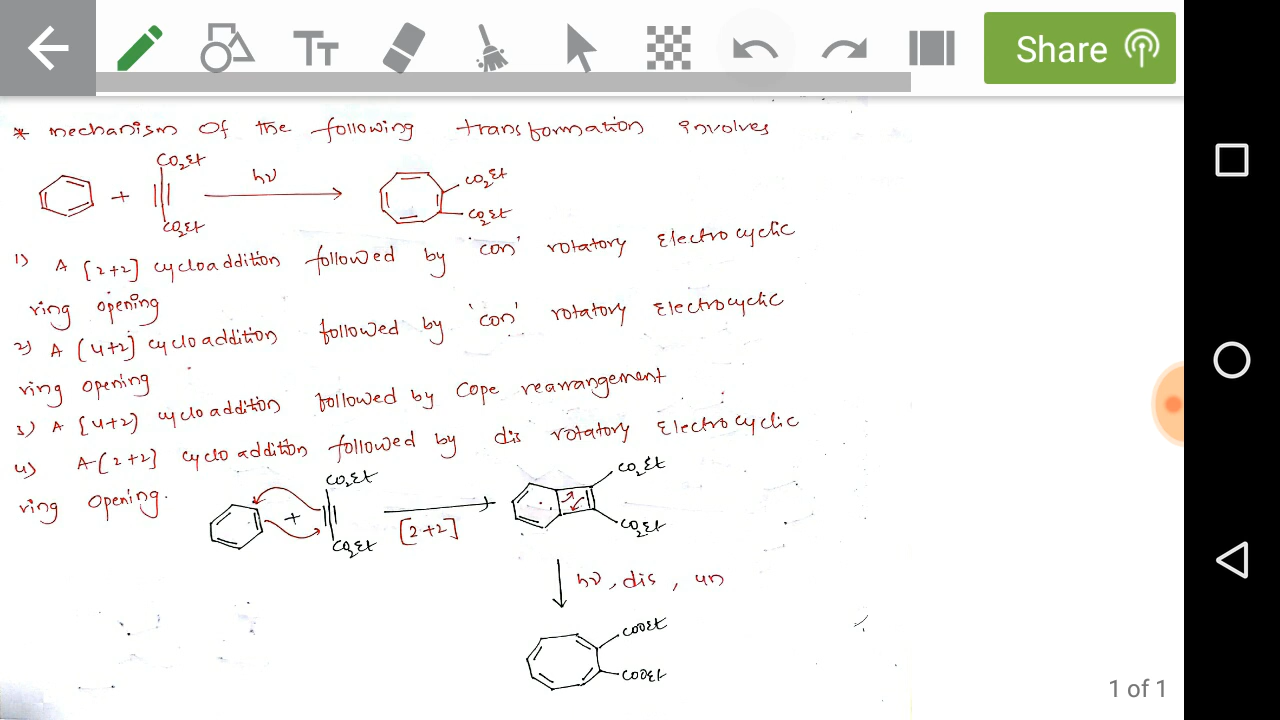 Share
* mechanism of the following transformation involves
CO2Et
CO2Et
+
hν
CO2Et
CO2Et
1) A [2+2] cycloaddition followed by 'con' rotatory Electrocyclic
ring opening
2) A [4+2] cycloaddition followed by 'con' rotatory Electrocyclic
ring opening
3) A [4+2] cycloaddition followed by Cope rearrangement
4) A [2+2] cyclo addition followed by dis rotatory Electrocyclic
ring opening.
CO2Et
+
CO2Et
[2+2]
CO2Et
CO2Et
hν, dis, 4n
COOEt
COOEt
1 of 1